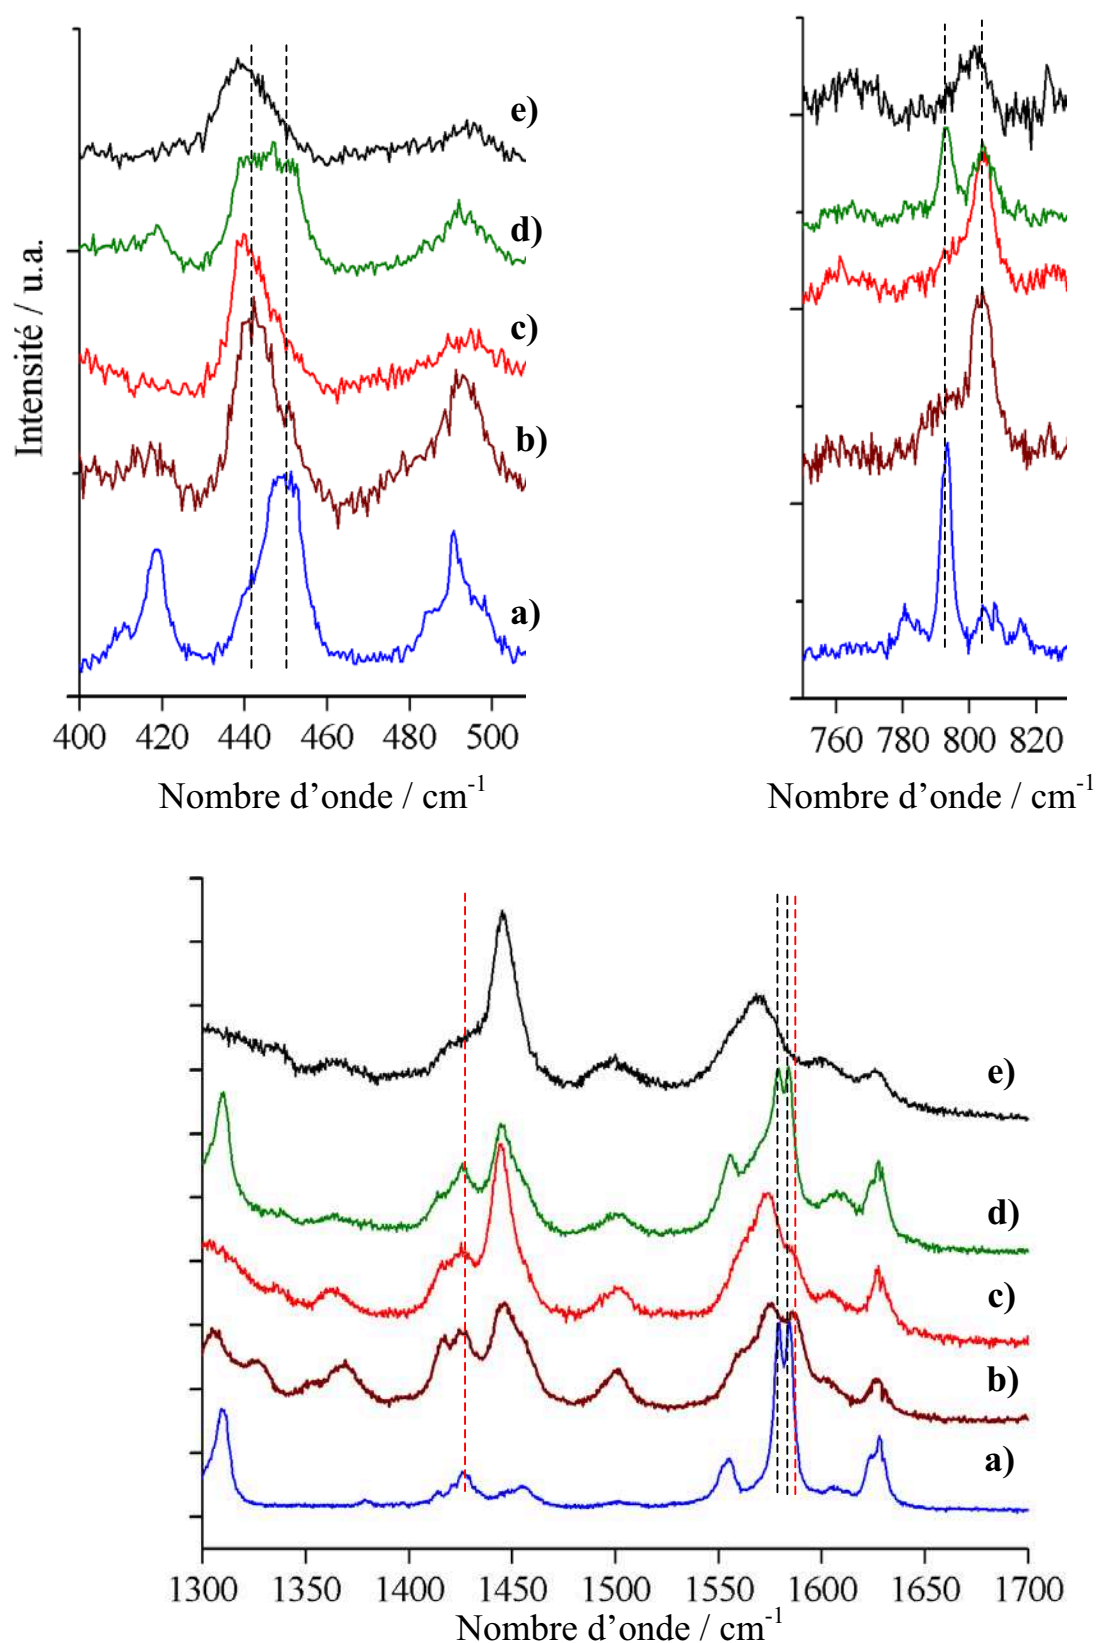 Intensité / u.a.
e)
d)
c)
b)
a)
400 420 440 460 480 500
760 780 800 820
Nombre d’onde / cm-1
Nombre d’onde / cm-1
e)
d)
c)
b)
a)
1300 1350 1400 1450 1500 1550 1600 1650 1700
Nombre d’onde / cm-1